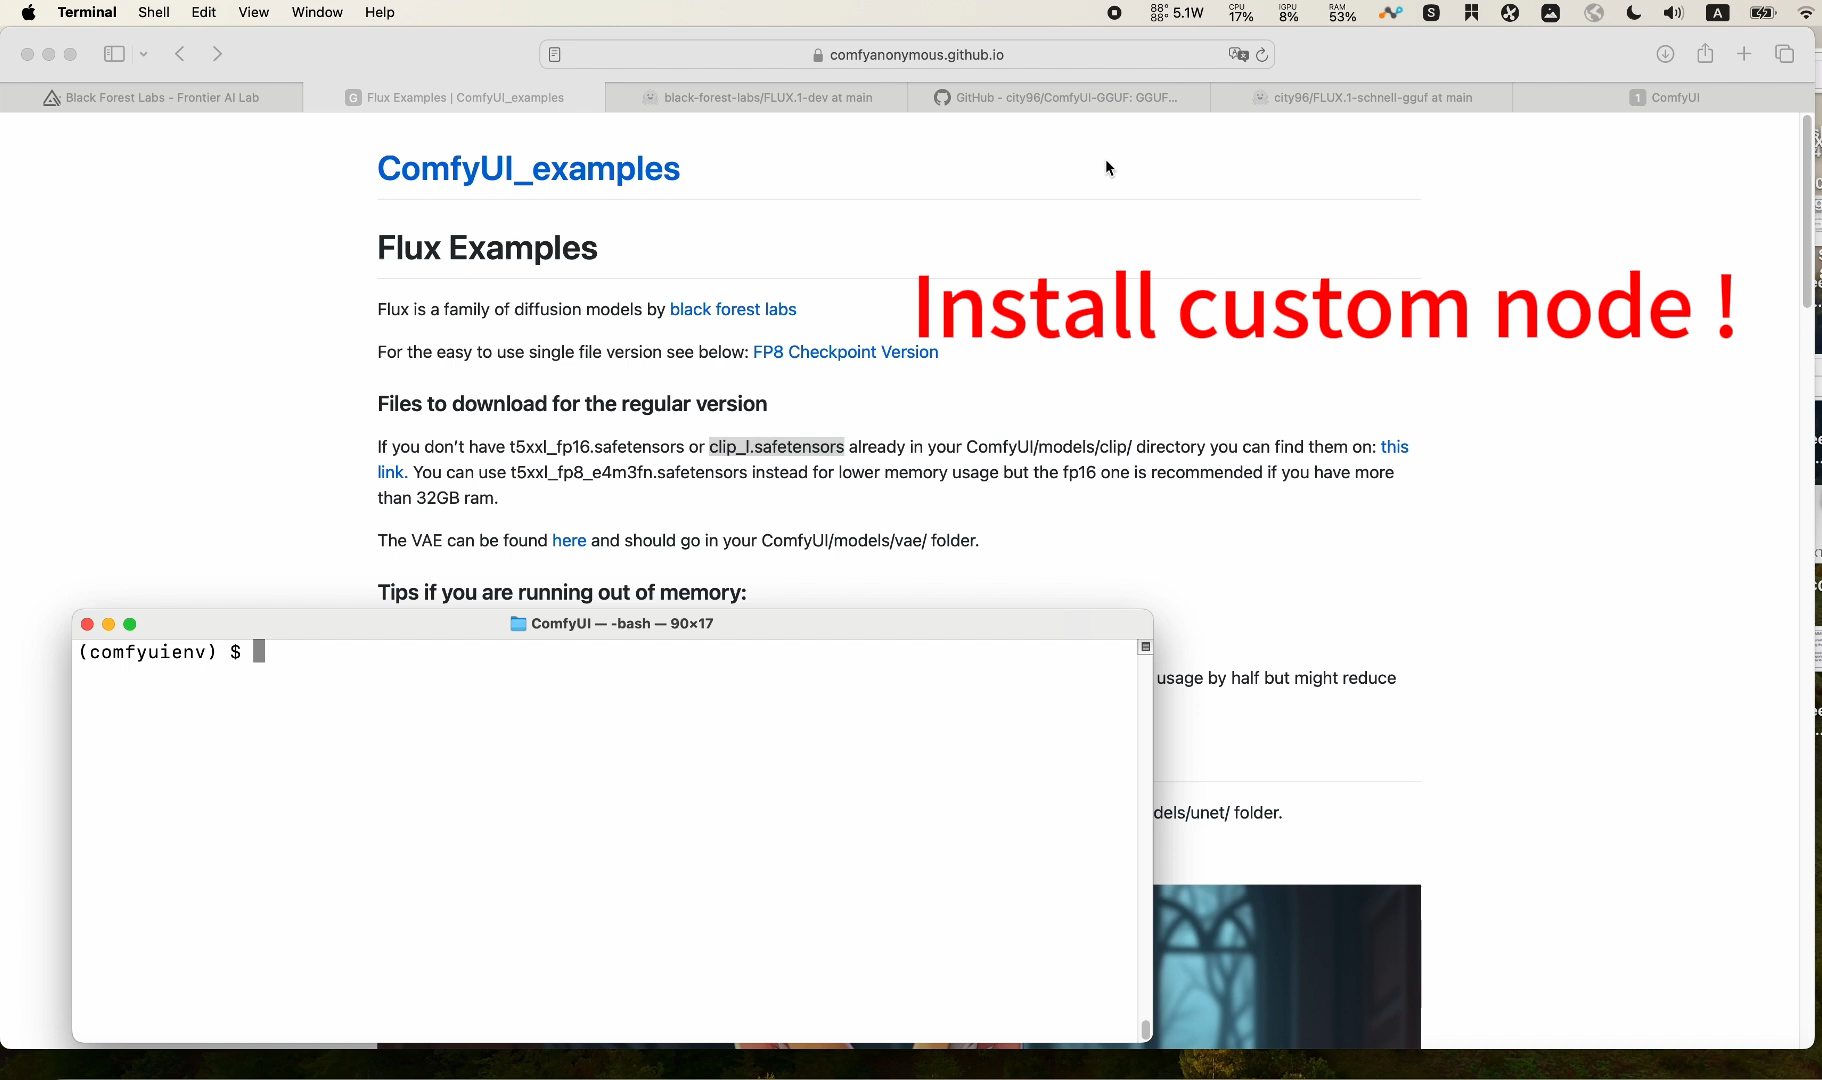 Terminal Shell Edit View Window Help
88° 88° 5.1W CPU 17% IGPU 8% RAM 53% S A
comfyanonymous.github.io
Black Forest Labs - Frontier AI Lab
G Flux Examples | ComfyUI_examples
black-forest-labs/FLUX.1-dev at main
GitHub - city96/ComfyUI-GGUF: GGUF...
city96/FLUX.1-schnell-gguf at main
1 ComfyUI
ComfyUI_examples
Flux Examples
Install custom node !
Flux is a family of diffusion models by black forest labs
For the easy to use single file version see below: FP8 Checkpoint Version
Files to download for the regular version
If you don't have t5xxl_fp16.safetensors or clip_l.safetensors already in your ComfyUI/models/clip/ directory you can find them on: this
link. You can use t5xxl_fp8_e4m3fn.safetensors instead for lower memory usage but the fp16 one is recommended if you have more
than 32GB ram.
The VAE can be found here and should go in your ComfyUI/models/vae/ folder.
Tips if you are running out of memory:
ComfyUI — -bash — 90×17
(comfyuienv) $
usage by half but might reduce
dels/unet/ folder.